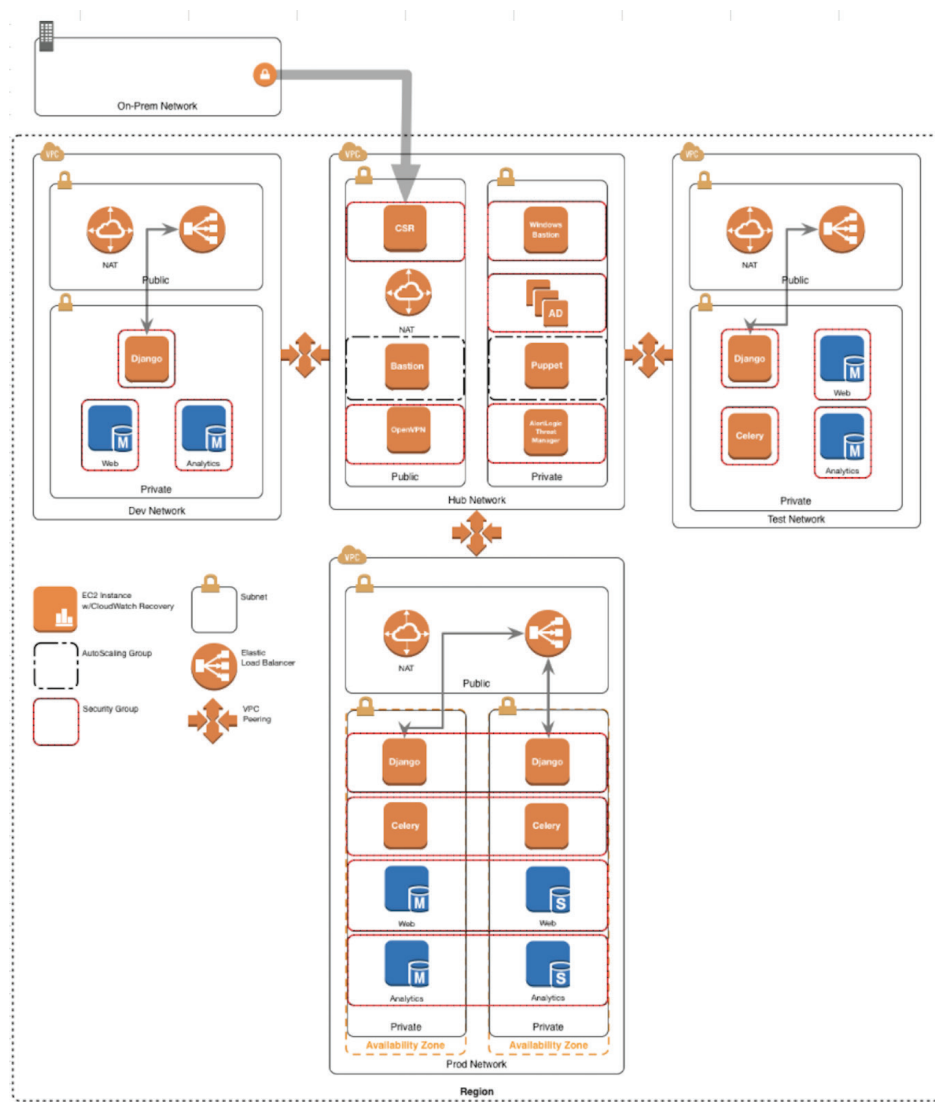 On-Prem Network
VPC
VPC
VPC
CSR
Windows
Bastion
NAT
Public
NAT
AD
NAT
Public
Django
Bastion
Puppet
Django
M
Web
Celery
M
Web
M
Analytics
OpenVPN
AlertLogic
Threat
Manager
M
Analytics
Private
Dev Network
Public
Private
Hub Network
Private
Test Network
VPC
EC2 Instance
w/CloudWatch Recovery
Subnet
AutoScaling Group
Elastic
Load Balancer
Security Group
VPC
Peering
NAT
Public
Django
Django
Celery
Celery
M
Web
S
Web
M
Analytics
S
Analytics
Private
Private
Availability Zone
Availability Zone
Prod Network
Region